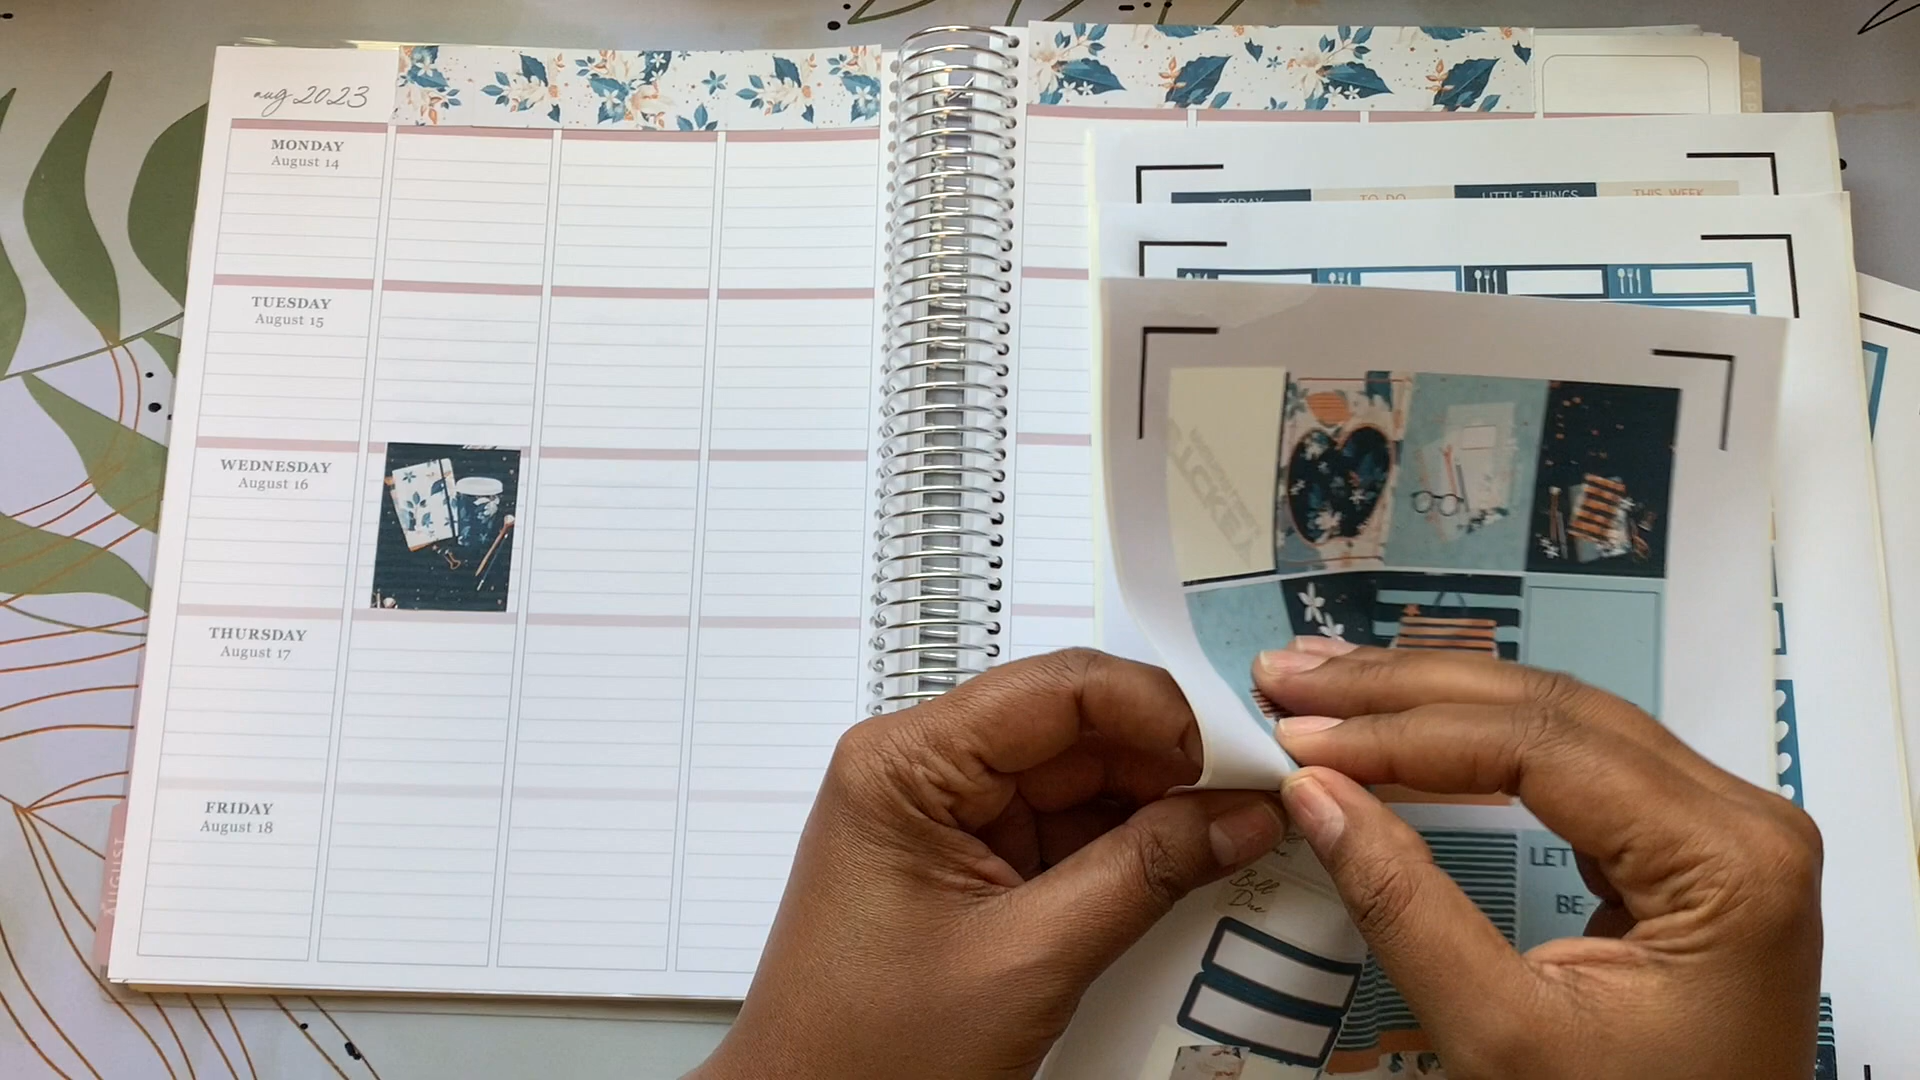 aug 2023
MONDAY
August 14
TUESDAY
August 15
WEDNESDAY
August 16
THURSDAY
August 17
FRIDAY
August 18
AUGUST
TODAY
TO DO
LITTLE THINGS
THIS WEEK
LET
BE
Bill
Due